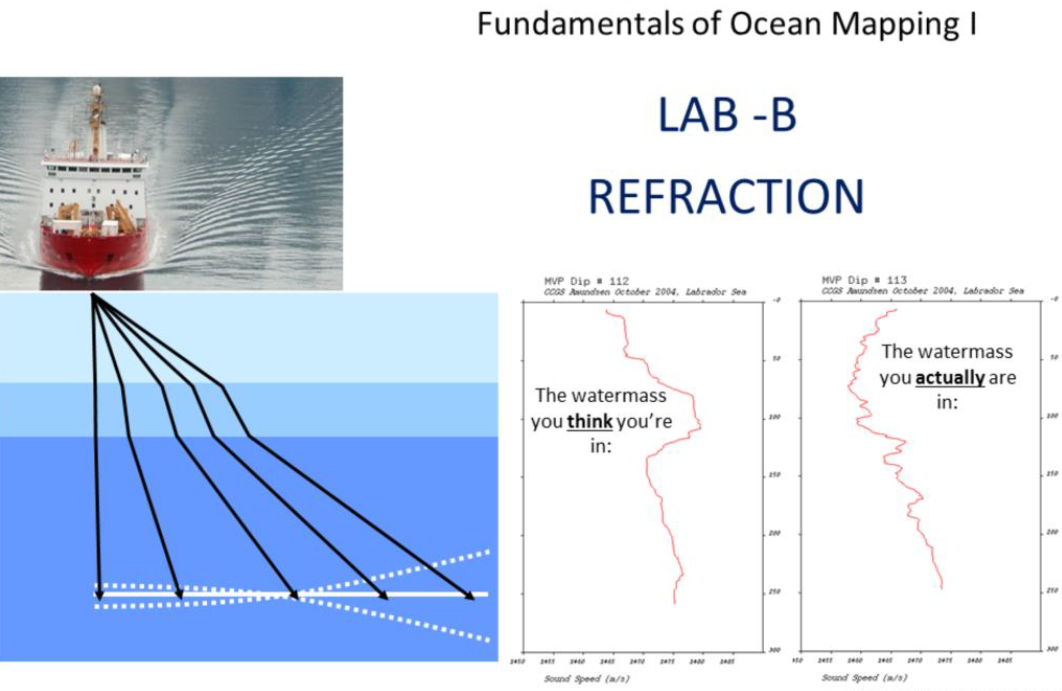 Fundamentals of Ocean Mapping I
LAB -B
REFRACTION
MVP Dip # 112
CCGS Amundsen October 2004, Labrador Sea
The watermass
you think you're
in:
-0
50
100
150
200
250
300
Sound Speed (m/s)
MVP Dip # 113
CCGS Amundsen October 2004, Labrador Sea
The watermass
you actually are
in:
-0
50
100
150
200
250
300
Sound Speed (m/s)